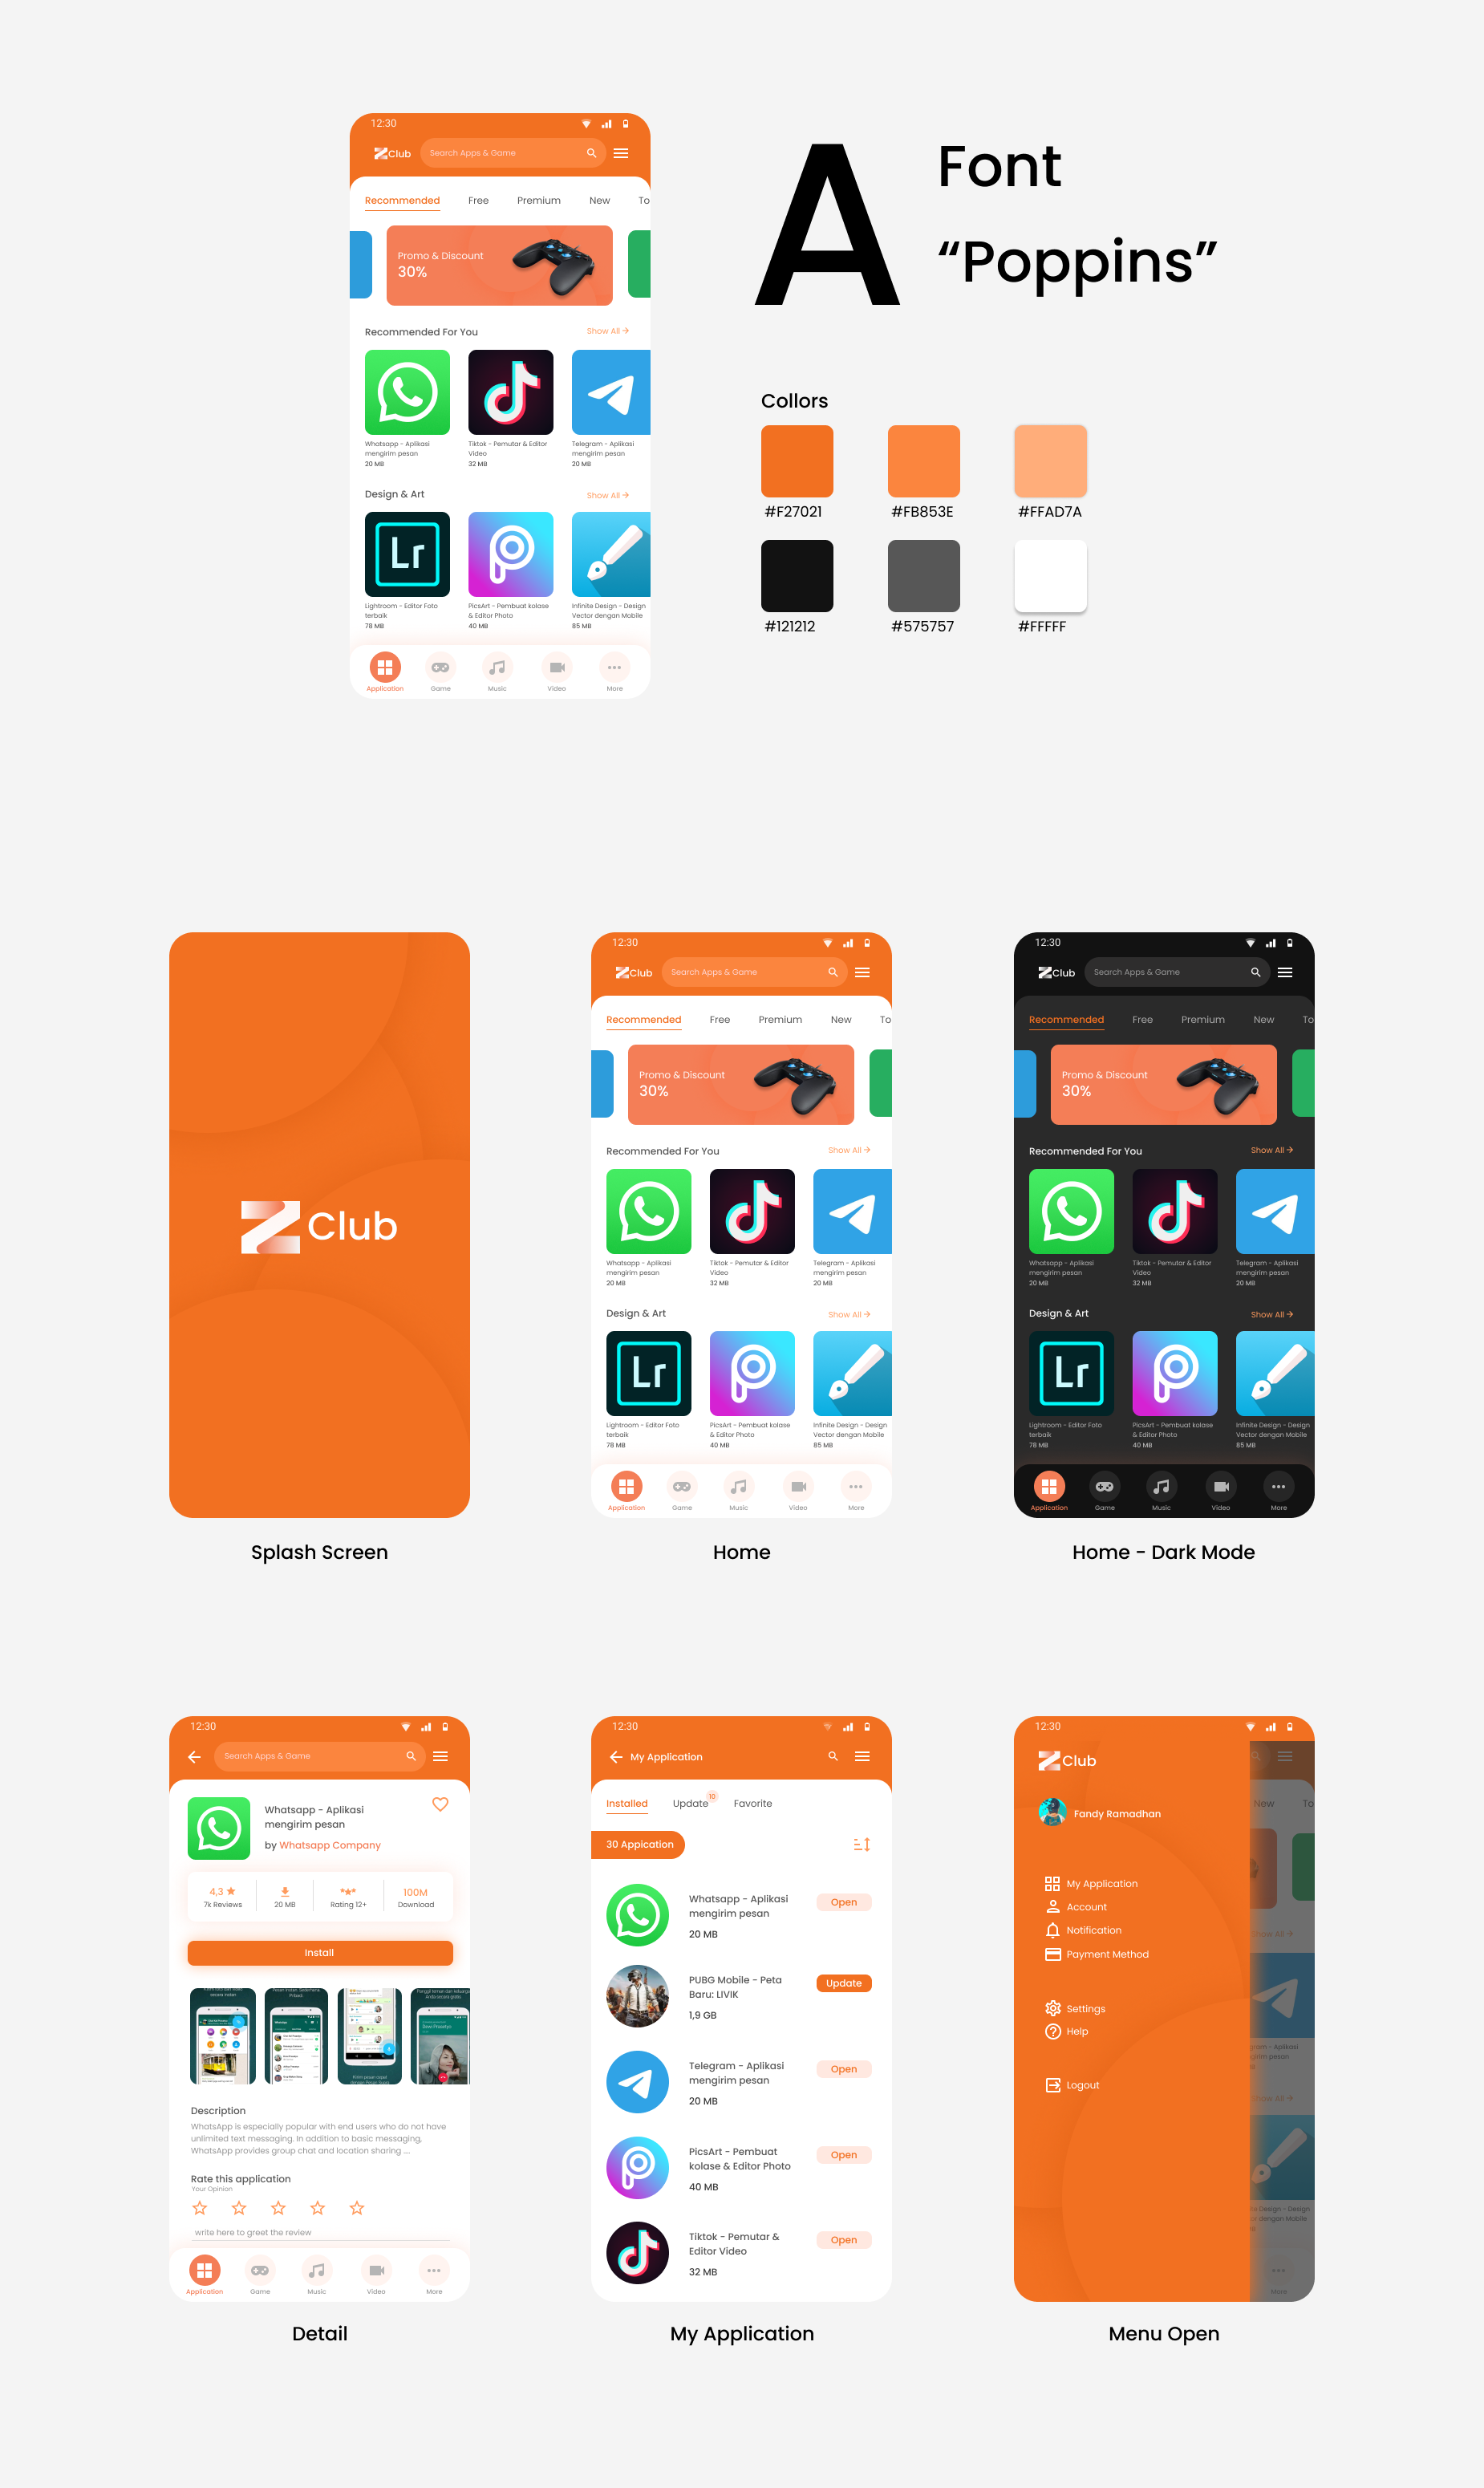 12:30
Club
Search Apps & Game
Recommended Free Premium New To
Promo & Discount
30%
Recommended For You Show All
Whatsapp - Aplikasi
mengirim pesan
20 MB
Tiktok - Pemutar & Editor
Video
32 MB
Telegram - Aplikasi
mengirim pesan
20 MB
Design & Art Show All
Lr
Lightroom - Editor Foto
terbaik
78 MB
PicsArt - Pembuat kolase
& Editor Photo
40 MB
Infinite Design - Design
Vector dengan Mobile
85 MB
Application Game Music Video More
A
Font
“Poppins”
Collors
#F27021 #FB853E #FFAD7A
#121212 #575757 #FFFFF
Club
Splash Screen
12:30
Club
Search Apps & Game
Recommended Free Premium New To
Promo & Discount
30%
Recommended For You Show All
Whatsapp - Aplikasi
mengirim pesan
20 MB
Tiktok - Pemutar & Editor
Video
32 MB
Telegram - Aplikasi
mengirim pesan
20 MB
Design & Art Show All
Lr
Lightroom - Editor Foto
terbaik
78 MB
PicsArt - Pembuat kolase
& Editor Photo
40 MB
Infinite Design - Design
Vector dengan Mobile
85 MB
Application Game Music Video More
Home
12:30
Club
Search Apps & Game
Recommended Free Premium New To
Promo & Discount
30%
Recommended For You Show All
Whatsapp - Aplikasi
mengirim pesan
20 MB
Tiktok - Pemutar & Editor
Video
32 MB
Telegram - Aplikasi
mengirim pesan
20 MB
Design & Art Show All
Lr
Lightroom - Editor Foto
terbaik
78 MB
PicsArt - Pembuat kolase
& Editor Photo
40 MB
Infinite Design - Design
Vector dengan Mobile
85 MB
Application Game Music Video More
Home - Dark Mode
12:30
Search Apps & Game
Whatsapp - Aplikasi
mengirim pesan
by Whatsapp Company
4,3
7k Reviews
20 MB
Rating 12+
100M
Download
Install
Description
WhatsApp is especially popular with end users who do not have
unlimited text messaging. In addition to basic messaging,
WhatsApp provides group chat and location sharing ....
Rate this application
Your Opinion
write here to greet the review
Application Game Music Video More
Detail
12:30
My Application
Installed Update 10 Favorite
30 Appication
Whatsapp - Aplikasi
mengirim pesan
20 MB
Open
PUBG Mobile - Peta
Baru: LIVIK
1,9 GB
Update
Telegram - Aplikasi
mengirim pesan
20 MB
Open
PicsArt - Pembuat
kolase & Editor Photo
40 MB
Open
Tiktok - Pemutar &
Editor Video
32 MB
Open
My Application
12:30
Club
Fandy Ramadhan
My Application
Account
Notification
Payment Method
Settings
Help
Logout
New To
Show All
Show All
Design - Design
dengan Mobile
More
Menu Open